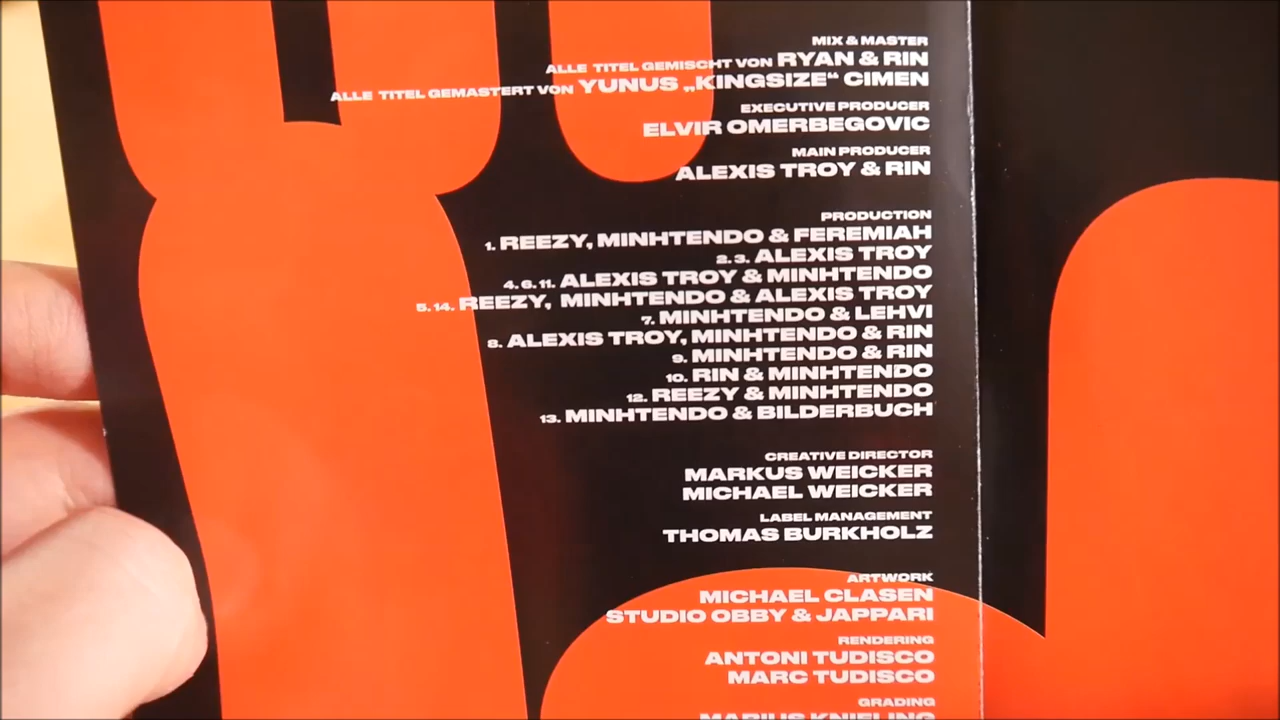 MIX & MASTER
ALLE TITEL GEMISCHT VON RYAN & RIN
ALLE TITEL GEMASTERT VON YUNUS „KINGSIZE“ CIMEN
EXECUTIVE PRODUCER
ELVIR OMERBEGOVIC
MAIN PRODUCER
ALEXIS TROY & RIN
PRODUCTION
1. REEZY, MINHTENDO & FEREMIAH
2. 3. ALEXIS TROY
4. 6. 11. ALEXIS TROY & MINHTENDO
5. 14. REEZY, MINHTENDO & ALEXIS TROY
7. MINHTENDO & LEHVI
8. ALEXIS TROY, MINHTENDO & RIN
9. MINHTENDO & RIN
10. RIN & MINHTENDO
12. REEZY & MINHTENDO
13. MINHTENDO & BILDERBUCH
CREATIVE DIRECTOR
MARKUS WEICKER
MICHAEL WEICKER
LABEL MANAGEMENT
THOMAS BURKHOLZ
ARTWORK
MICHAEL CLASEN
STUDIO OBBY & JAPPARI
RENDERING
ANTONI TUDISCO
MARC TUDISCO
GRADING
MARIUS KNIELING